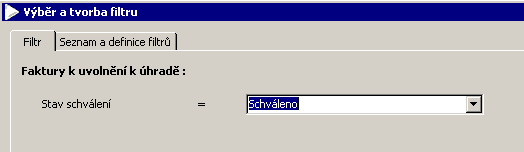 Výběr a tvorba filtru
Filtr Seznam a definice filtrů
Faktury k uvolnění k úhradě :
Stav schválení = Schváleno